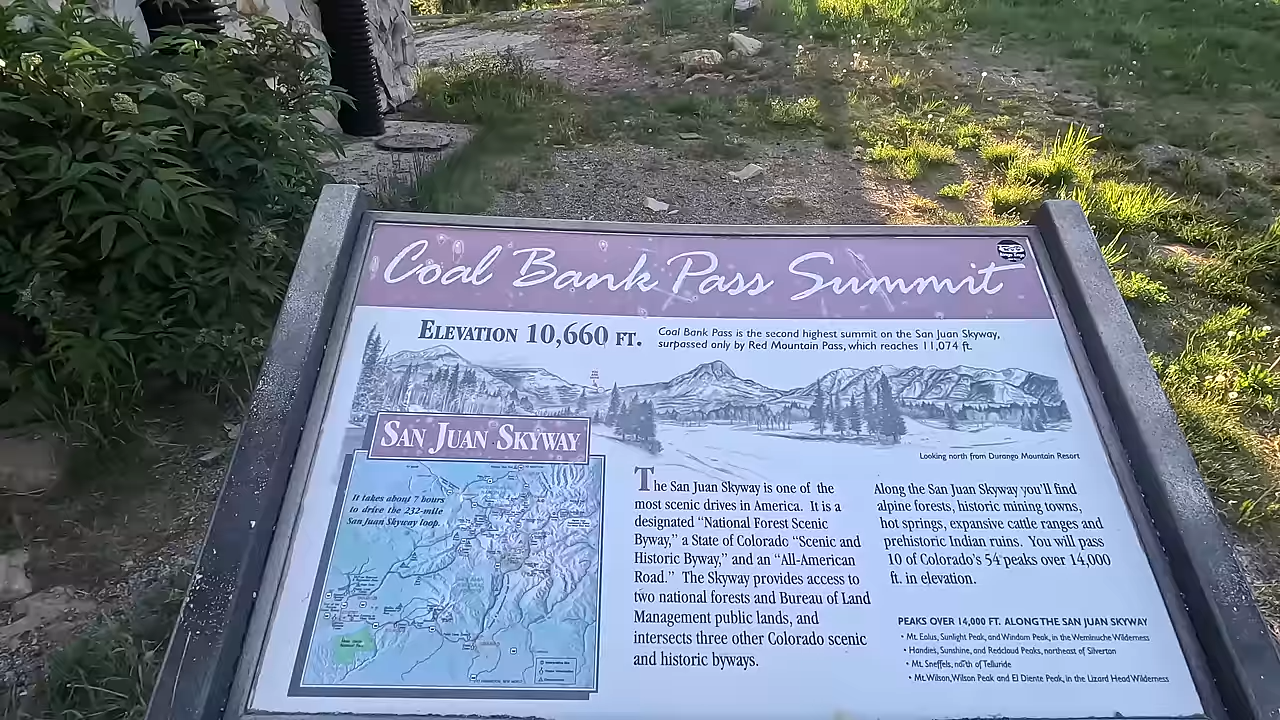 Coal Bank Pass Summit
ELEVATION 10,660 FT.
Coal Bank Pass is the second highest summit on the San Juan Skyway,
surpassed only by Red Mountain Pass, which reaches 11,074 ft.
Looking north from Durango Mountain Resort
SAN JUAN SKYWAY
It takes about 7 hours
to drive the 232-mile
San Juan Skyway loop.
The San Juan Skyway is one of the
most scenic drives in America. It is a
designated "National Forest Scenic
Byway," a State of Colorado "Scenic and
Historic Byway," and an "All-American
Road." The Skyway provides access to
two national forests and Bureau of Land
Management public lands, and
intersects three other Colorado scenic
and historic byways.
Along the San Juan Skyway you'll find
alpine forests, historic mining towns,
hot springs, expansive cattle ranges and
prehistoric Indian ruins. You will pass
10 of Colorado's 54 peaks over 14,000
ft. in elevation.
PEAKS OVER 14,000 FT. ALONG THE SAN JUAN SKYWAY
• Mt. Eolus, Sunlight Peak, and Windom Peak, in the Weminuche Wilderness
• Handies, Sunshine, and Redcloud Peaks, northeast of Silverton
• Mt. Sneffels, north of Telluride
• Mt. Wilson, Wilson Peak and El Diente Peak, in the Lizard Head Wilderness